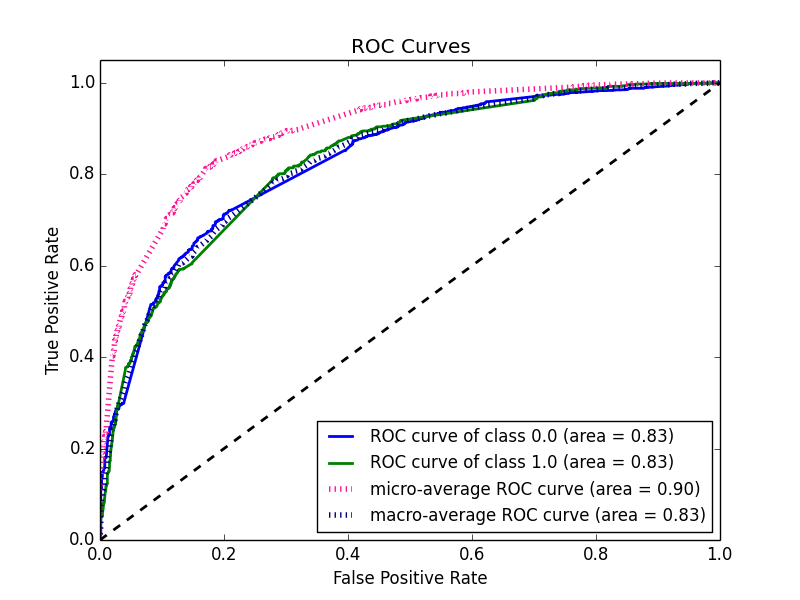 ROC Curves
True Positive Rate
1.0
0.8
0.6
0.4
0.2
0.0
0.0 0.2 0.4 0.6 0.8 1.0
False Positive Rate
ROC curve of class 0.0 (area = 0.83)
ROC curve of class 1.0 (area = 0.83)
micro-average ROC curve (area = 0.90)
macro-average ROC curve (area = 0.83)